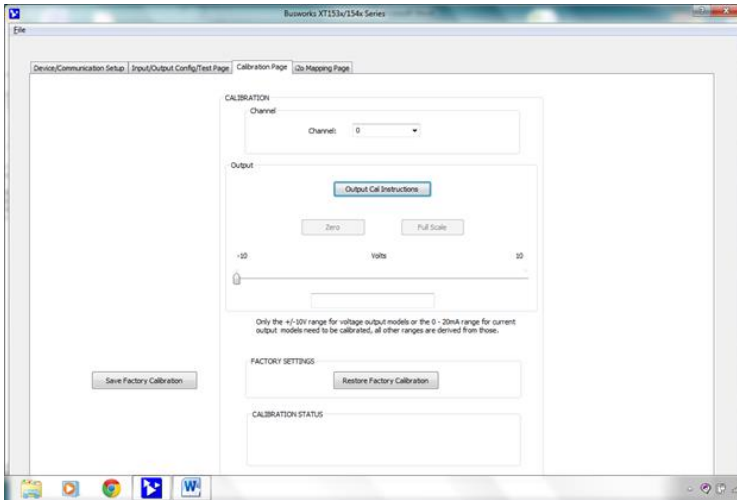 Busworks XT153x/154x Series
File
Device/Communication Setup Input/Output Config/Test Page Calibration Page i2o Mapping Page
CALIBRATION
Channel
Channel: 0
Output
Output Cal Instructions
Zero Full Scale
-10 Volts 10
Only the +/-10V range for voltage output models or the 0 - 20mA range for current
output models need to be calibrated, all other ranges are derived from those.
FACTORY SETTINGS
Save Factory Calibration Restore Factory Calibration
CALIBRATION STATUS
W